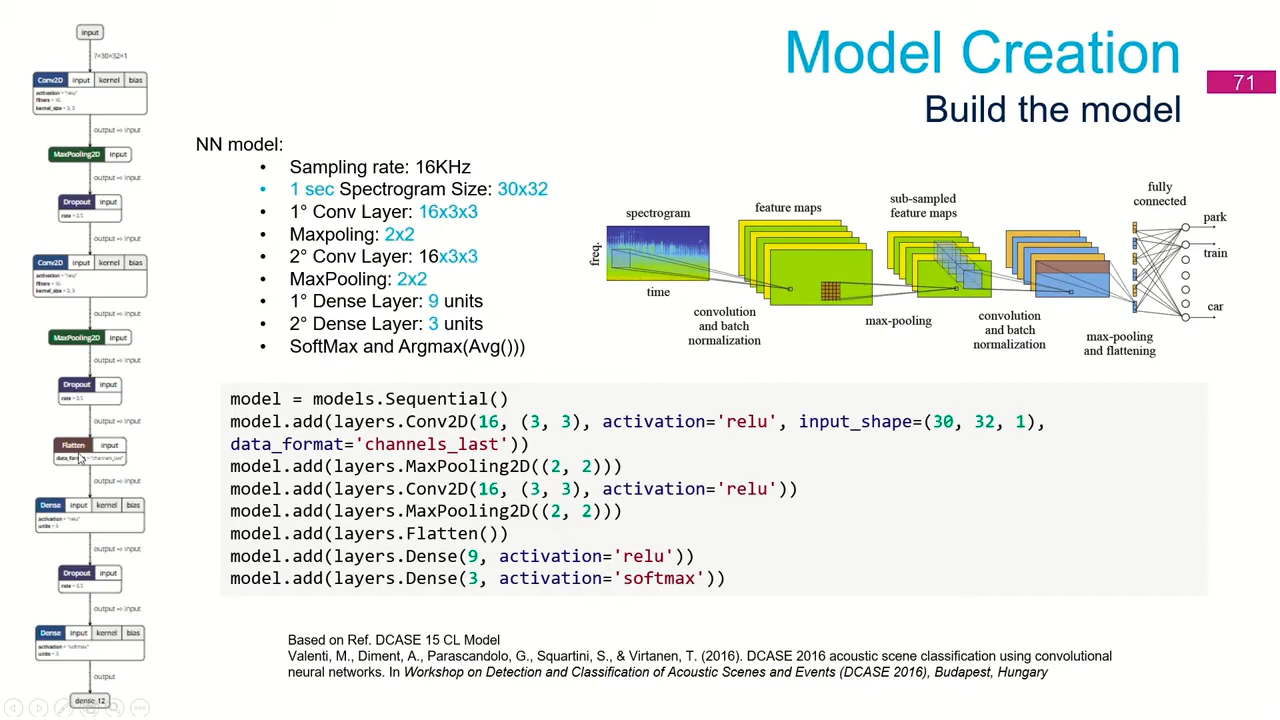 Model Creation
Build the model
71
input
?×30×32×1
Conv2D input kernel bias
activation = "relu"
filters = 16
kernel_size = 3, 3
output ⇨ input
MaxPooling2D input
output ⇨ input
Dropout input
output ⇨ input
Conv2D input kernel bias
activation = "relu"
filters = 16
kernel_size = 3, 3
output ⇨ input
MaxPooling2D input
output ⇨ input
Dropout input
output ⇨ input
Flatten input
output ⇨ input
Dense input kernel bias
activation = "relu"
units = 9
output ⇨ input
Dropout input
output ⇨ input
Dense input kernel bias
activation = "softmax"
units = 3
output
dense_12
NN model:
• Sampling rate: 16KHz
• 1 sec Spectrogram Size: 30x32
• 1° Conv Layer: 16x3x3
• Maxpoling: 2x2
• 2° Conv Layer: 16x3x3
• MaxPooling: 2x2
• 1° Dense Layer: 9 units
• 2° Dense Layer: 3 units
• SoftMax and Argmax(Avg()))
spectrogram
freq.
time
feature maps
convolution
and batch
normalization
sub-sampled
feature maps
max-pooling
convolution
and batch
normalization
max-pooling
and flattening
fully
connected
park
train
car
model = models.Sequential()
model.add(layers.Conv2D(16, (3, 3), activation='relu', input_shape=(30, 32, 1),
data_format='channels_last'))
model.add(layers.MaxPooling2D((2, 2)))
model.add(layers.Conv2D(16, (3, 3), activation='relu'))
model.add(layers.MaxPooling2D((2, 2)))
model.add(layers.Flatten())
model.add(layers.Dense(9, activation='relu'))
model.add(layers.Dense(3, activation='softmax'))
Based on Ref. DCASE 15 CL Model
Valenti, M., Diment, A., Parascandolo, G., Squartini, S., & Virtanen, T. (2016). DCASE 2016 acoustic scene classification using convolutional
neural networks. In Workshop on Detection and Classification of Acoustic Scenes and Events (DCASE 2016), Budapest, Hungary